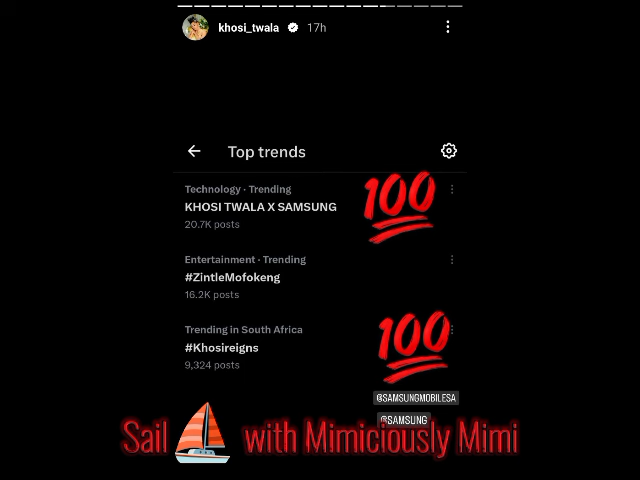 khosi_twala 17h
Top trends
Technology · Trending
KHOSI TWALA X SAMSUNG
20.7K posts
100
Entertainment · Trending
#ZintleMofokeng
16.2K posts
Trending in South Africa
#Khosireigns
9,324 posts
100
@SAMSUNGMOBILESA
@SAMSUNG
Sail with Mimiciously Mimi